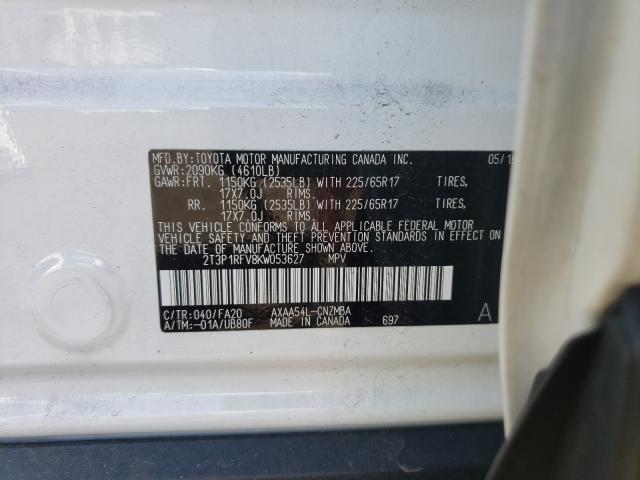 MFD.BY:TOYOTA MOTOR MANUFACTURING CANADA INC. 05/19
GVWR:2090KG (4610LB)
GAWR:FRT. 1150KG (2535LB) WITH 225/65R17 TIRES,
17X7.0J RIMS,
RR. 1150KG (2535LB) WITH 225/65R17 TIRES,
17X7.0J RIMS.
THIS VEHICLE CONFORMS TO ALL APPLICABLE FEDERAL MOTOR
VEHICLE SAFETY AND THEFT PREVENTION STANDARDS IN EFFECT ON
THE DATE OF MANUFACTURE SHOWN ABOVE.
2T3P1RFV8KW053627 MPV
C/TR:040/FA20 AXAA54L-CNZMBA
A/TM:-01A/UB80F MADE IN CANADA 697
A